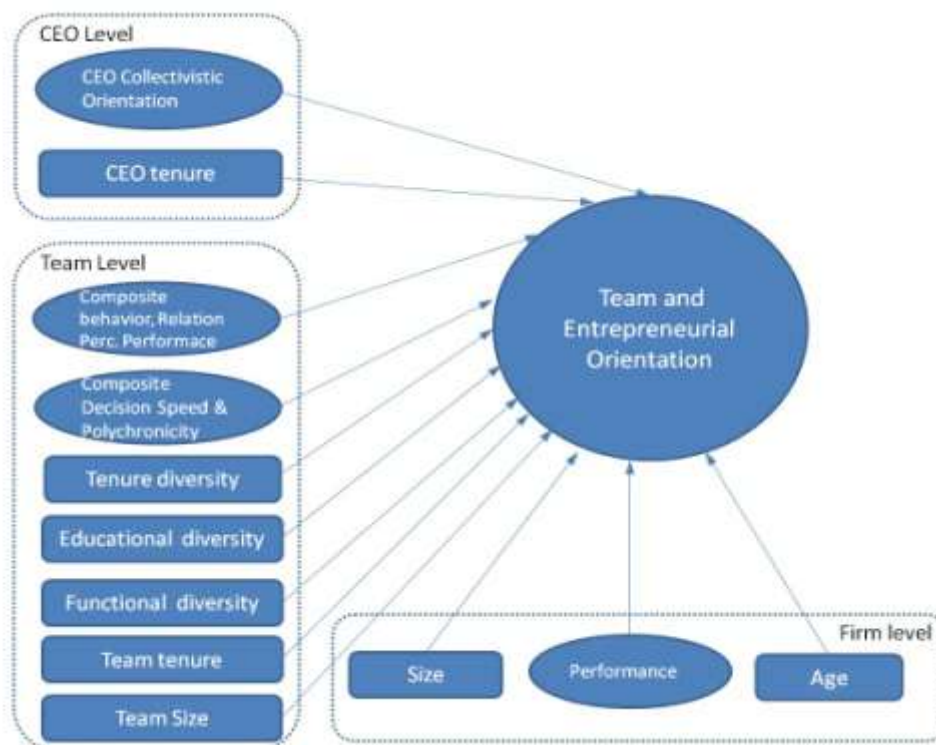 CEO Level
CEO Collectivistic
Orientation
CEO tenure
Team Level
Composite
behavior, Relation
Perc. Performace
Composite
Decision Speed &
Polychronicity
Tenure diversity
Educational diversity
Functional diversity
Team tenure
Team Size
Team and
Entrepreneurial
Orientation
Firm level
Size
Performance
Age